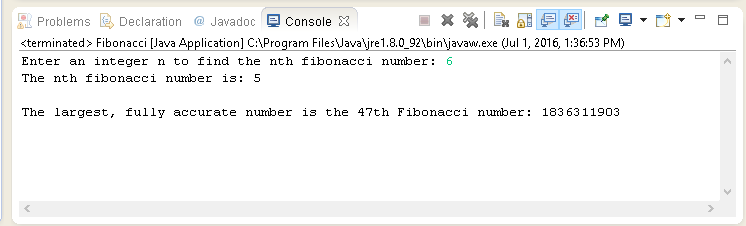 Problems Declaration @ Javadoc Console
<terminated> Fibonacci [Java Application] C:\Program Files\Java\jre1.8.0_92\bin\javaw.exe (Jul 1, 2016, 1:36:53 PM)
Enter an integer n to find the nth fibonacci number: 6
The nth fibonacci number is: 5
The largest, fully accurate number is the 47th Fibonacci number: 1836311903